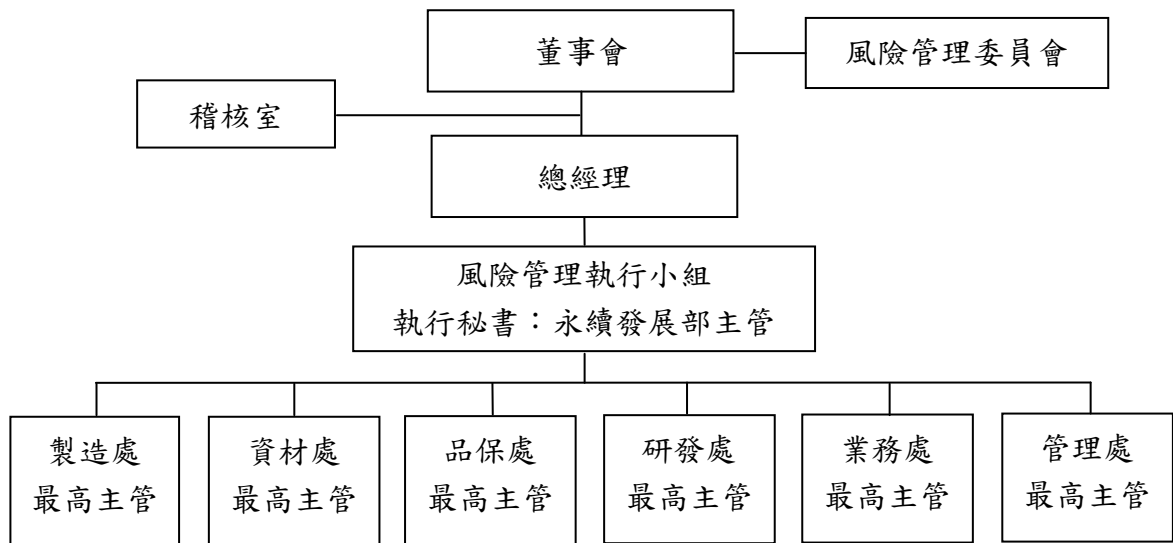 董事會
風險管理委員會
稽核室
總經理
風險管理執行小組
執行秘書：永續發展部主管
製造處
最高主管
資材處
最高主管
品保處
最高主管
研發處
最高主管
業務處
最高主管
管理處
最高主管